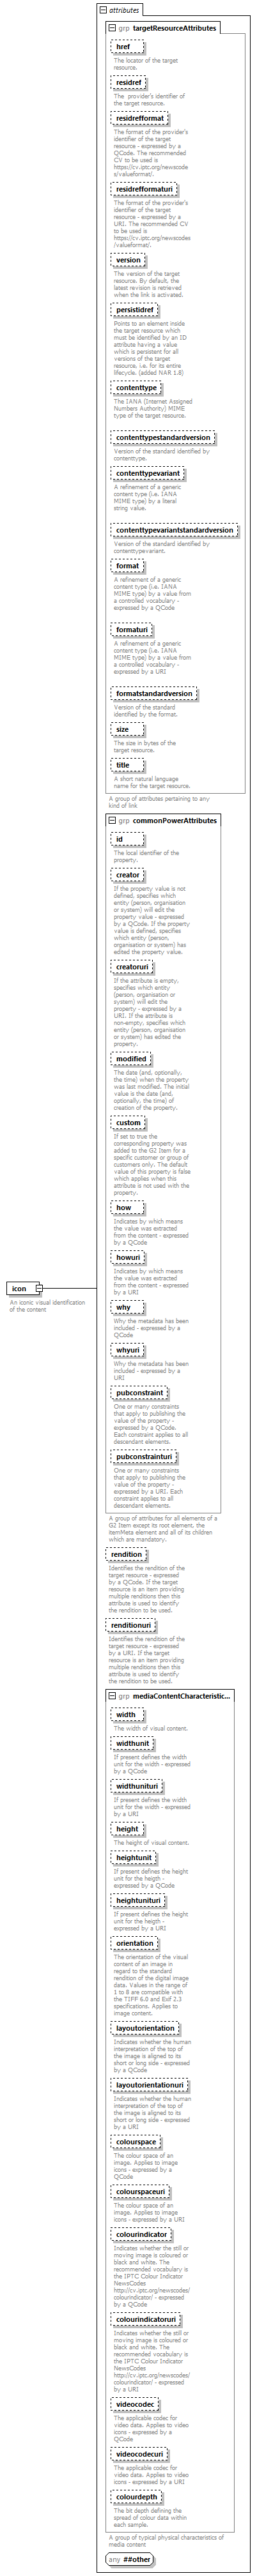 attributes
grp targetResourceAttributes
href
The locator of the target
resource.
residref
The  provider's identifier of
the target resource.
residrefformat
The format of the provider's
identifier of the target
resource - expressed by a
QCode. The recommended
CV to be used is
https://cv.iptc.org/newscode
s/valueformat/.
residrefformaturi
The format of the provider's
identifier of the target
resource - expressed by a
URI. The recommended CV
to be used is
https://cv.iptc.org/newscodes
/valueformat/.
version
The version of the target
resource. By default, the
latest revision is retrieved
when the link is activated.
persistidref
Points to an element inside
the target resource which
must be identified by an ID
attribute having a value
which is persistent for all
versions of the target
resource, i.e. for its entire
lifecycle. (added NAR 1.8)
contenttype
The IANA (Internet Assigned
Numbers Authority) MIME
type of the target resource.
contenttypestandardversion
Version of the standard identified by
contenttype.
contenttypevariant
A refinement of a generic
content type (i.e. IANA
MIME type) by a literal
string value.
contenttypevariantstandardversion
Version of the standard identified by
contenttypevariant.
format
A refinement of a generic
content type (i.e. IANA
MIME type) by a value from
a controlled vocabulary -
expressed by a QCode
formaturi
A refinement of a generic
content type (i.e. IANA
MIME type) by a value from
a controlled vocabulary -
expressed by a URI
formatstandardversion
Version of the standard
identified by the format.
size
The size in bytes of the
target resource.
title
A short natural language
name for the target resource.
A group of attributes pertaining to any
kind of link
grp commonPowerAttributes
id
The local identifier of the
property.
creator
If the property value is not
defined, specifies which
entity (person, organisation
or system) will edit the
property value - expressed
by a QCode. If the property
value is defined, specifies
which entity (person,
organisation or system) has
edited the property value.
creatoruri
If the attribute is empty,
specifies which entity
(person, organisation or
system) will edit the
property - expressed by a
URI. If the attribute is
non-empty, specifies which
entity (person, organisation
or system) has edited the
property.
modified
The date (and, optionally,
the time) when the property
was last modified. The initial
value is the date (and,
optionally, the time) of
creation of the property.
custom
If set to true the
corresponding property was
added to the G2 Item for a
specific customer or group of
customers only. The default
value of this property is false
which applies when this
attribute is not used with the
property.
how
Indicates by which means
the value was extracted
from the content - expressed
by a QCode
howuri
Indicates by which means
the value was extracted
from the content - expressed
by a URI
why
Why the metadata has been
included - expressed by a
QCode
whyuri
Why the metadata has been
included - expressed by a
URI
pubconstraint
One or many constraints
that apply to publishing the
value of the property -
expressed by a QCode.
Each constraint applies to all
descendant elements.
pubconstrainturi
One or many constraints
that apply to publishing the
value of the property -
expressed by a URI. Each
constraint applies to all
descendant elements.
A group of attributes for all elements of a
G2 Item except its root element, the
itemMeta element and all of its children
which are mandatory.
icon
An iconic visual identification
of the content
rendition
Identifies the rendition of the
target resource - expressed
by a QCode. If the target
resource is an item providing
multiple renditions then this
attribute is used to identify
the rendition to be used.
renditionuri
Identifies the rendition of the
target resource - expressed
by a URI. If the target
resource is an item providing
multiple renditions then this
attribute is used to identify
the rendition to be used.
grp mediaContentCharacteristic...
width
The width of visual content.
widthunit
If present defines the width
unit for the width - expressed
by a QCode
widthunituri
If present defines the width
unit for the width - expressed
by a URI
height
The height of visual content.
heightunit
If present defines the height
unit for the heigth -
expressed by a QCode
heightunituri
If present defines the height
unit for the heigth -
expressed by a URI
orientation
The orientation of the visual
content of an image in
regard to the standard
rendition of the digital image
data. Values in the range of
1 to 8 are compatible with
the TIFF 6.0 and Exif 2.3
specifications. Applies to
image content.
layoutorientation
Indicates whether the human
interpretation of the top of
the image is aligned to its
short or long side - expressed
by a QCode
layoutorientationuri
Indicates whether the human
interpretation of the top of
the image is aligned to its
short or long side - expressed
by a URI
colourspace
The colour space of an
image. Applies to image
icons - expressed by a
QCode
colourspaceuri
The colour space of an
image. Applies to image
icons - expressed by a URI
colourindicator
Indicates whether the still or
moving image is coloured or
black and white. The
recommended vocabulary is
the IPTC Colour Indicator
NewsCodes
http://cv.iptc.org/newscodes/
colourindicator/ - expressed
by a QCode
colourindicatoruri
Indicates whether the still or
moving image is coloured or
black and white. The
recommended vocabulary is
the IPTC Colour Indicator
NewsCodes
http://cv.iptc.org/newscodes/
colourindicator/ - expressed
by a URI
videocodec
The applicable codec for
video data. Applies to video
icons - expressed by a
QCode
videocodecuri
The applicable codec for
video data. Applies to video
icons - expressed by a URI
colourdepth
The bit depth defining the
spread of colour data within
each sample.
A group of typical physical characteristics of
media content
any ##other